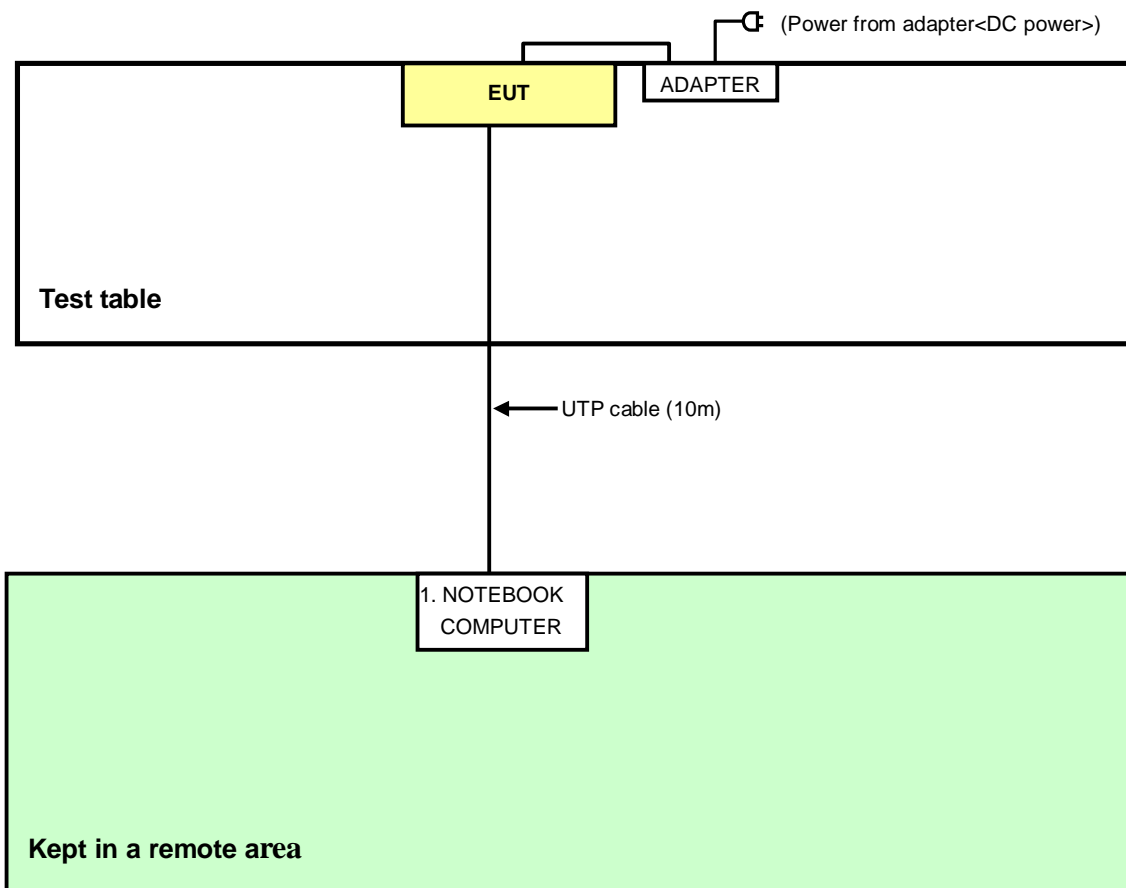 (Power from adapter<DC power>)
EUT
ADAPTER
Test table
UTP cable (10m)
1. NOTEBOOK
COMPUTER
Kept in a remote area